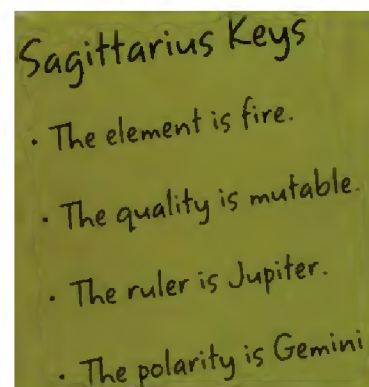 Sagittarius Keys
· The element is fire.
· The quality is mutable.
· The ruler is Jupiter.
· The polarity is Gemini